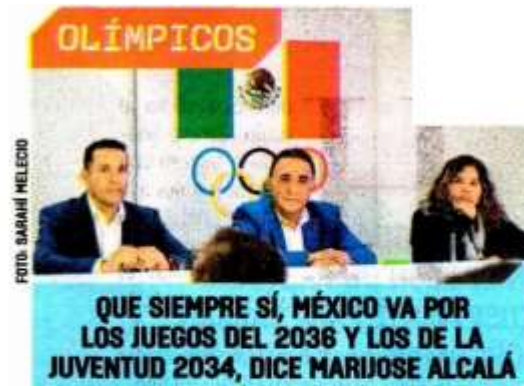 OLÍMPICOS
FOTO: SARAHÍ MELECIO
QUE SIEMPRE SÍ, MÉXICO VA POR
LOS JUEGOS DEL 2036 Y LOS DE LA
JUVENTUD 2034, DICE MARIJOSE ALCALÁ